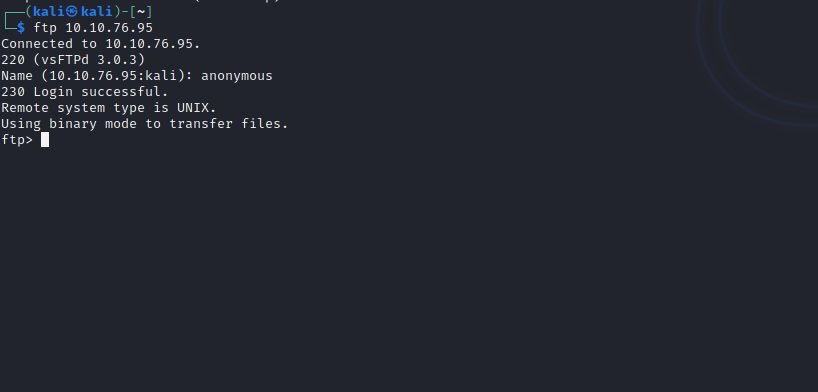 ┌──(kali㉿kali)-[~]
└─$ ftp 10.10.76.95
Connected to 10.10.76.95.
220 (vsFTPd 3.0.3)
Name (10.10.76.95:kali): anonymous
230 Login successful.
Remote system type is UNIX.
Using binary mode to transfer files.
ftp>